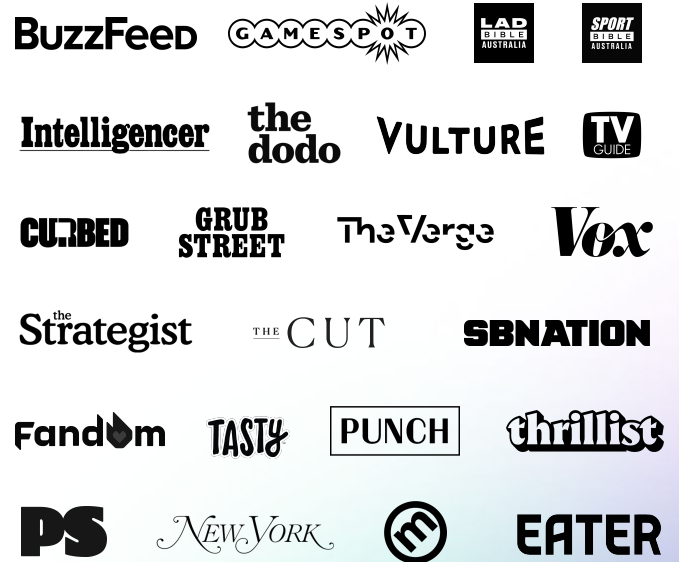 BuzzFeed
GAMESPOT
LAD
BIBLE
AUSTRALIA
SPORT
BIBLE
AUSTRALIA
Intelligencer
the
dodo
VULTURE
TV
GUIDE
CURBED
GRUB
STREET
The Verge
Vox
the
Strategist
THE CUT
SBNATION
Fandom
TASTY
PUNCH
thrillist
PS
NEW YORK
m
EATER